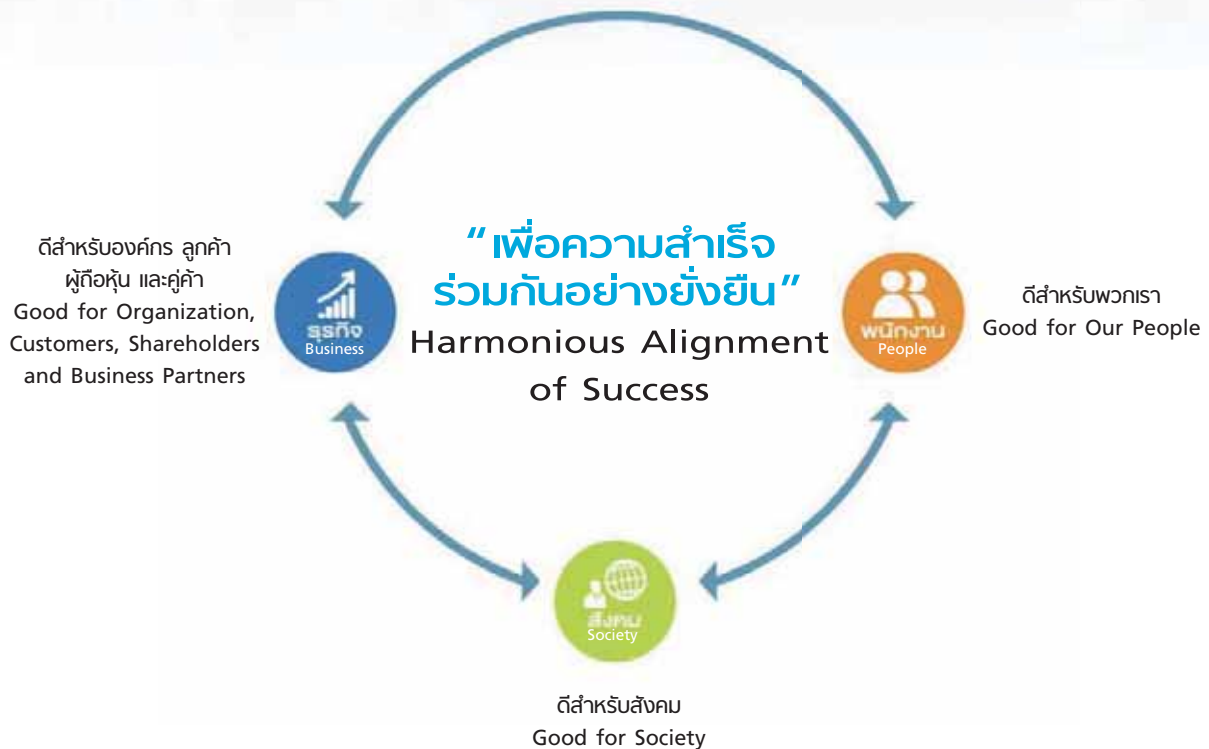 “เพื่อความสำเร็จ
ร่วมกันอย่างยั่งยืน”
Harmonious Alignment
of Success
ดีสำหรับองค์กร ลูกค้า
ผู้ถือหุ้น และคู่ค้า
Good for Organization,
Customers, Shareholders
and Business Partners
ธุรกิจ
Business
พนักงาน
People
ดีสำหรับพวกเรา
Good for Our People
สังคม
Society
ดีสำหรับสังคม
Good for Society